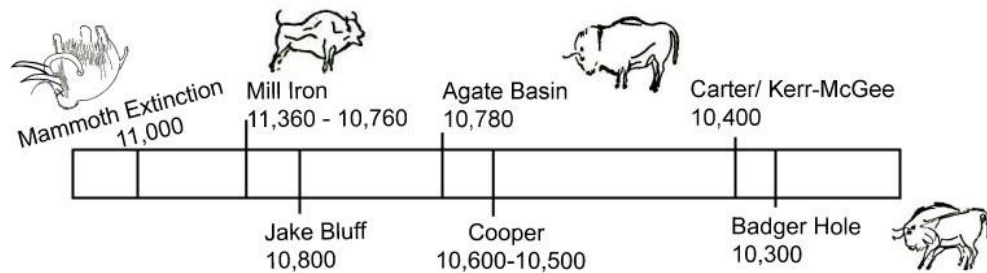 Mammoth Extinction
11,000
Mill Iron
11,360 - 10,760
Agate Basin
10,780
Carter/ Kerr-McGee
10,400
Jake Bluff
10,800
Cooper
10,600-10,500
Badger Hole
10,300